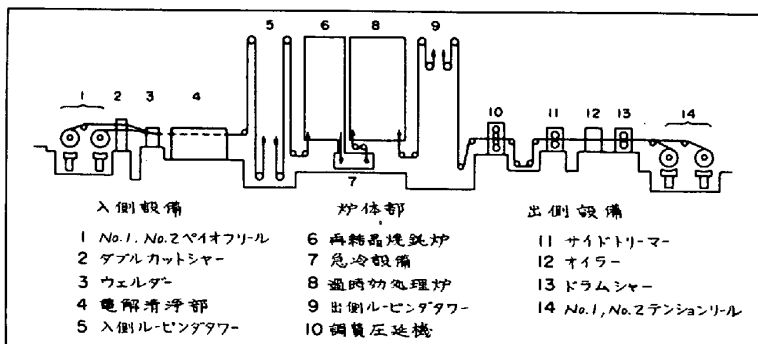 5 6 8 9
1 2 3 4 10 11 12 13 14
7
入側設備 炉体部 出側設備
1 No.1, No.2ペイオフリール 6 再結晶焼鈍炉 11 サイドトリーマー
2 ダブルカットシャー 7 急冷設備 12 オイラー
3 ウェルダー 8 過時効処理炉 13 ドラムシャー
4 電解清浄部 9 出側ルーピングタワー 14 No.1, No.2テンションリール
5 入側ルーピングタワー 10 調質圧延機